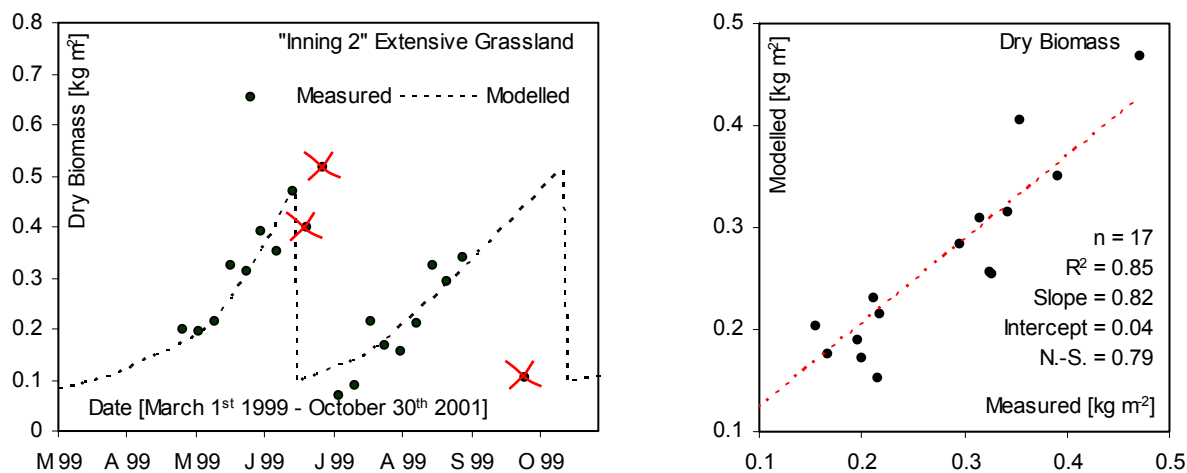 0.8
0.7
0.6
0.5
0.4
0.3
0.2
0.1
0
Dry Biomass [kg m²]
"Inning 2" Extensive Grassland
Measured
Modelled
Date [March 1st 1999 - October 30th 2001]
M 99 A 99 M 99 J 99 J 99 A 99 S 99 O 99
0.5
0.4
0.3
0.2
0.1
Modelled [kg m²]
Dry Biomass
n = 17
R² = 0.85
Slope = 0.82
Intercept = 0.04
N.-S. = 0.79
Measured [kg m-2]
0.1 0.2 0.3 0.4 0.5